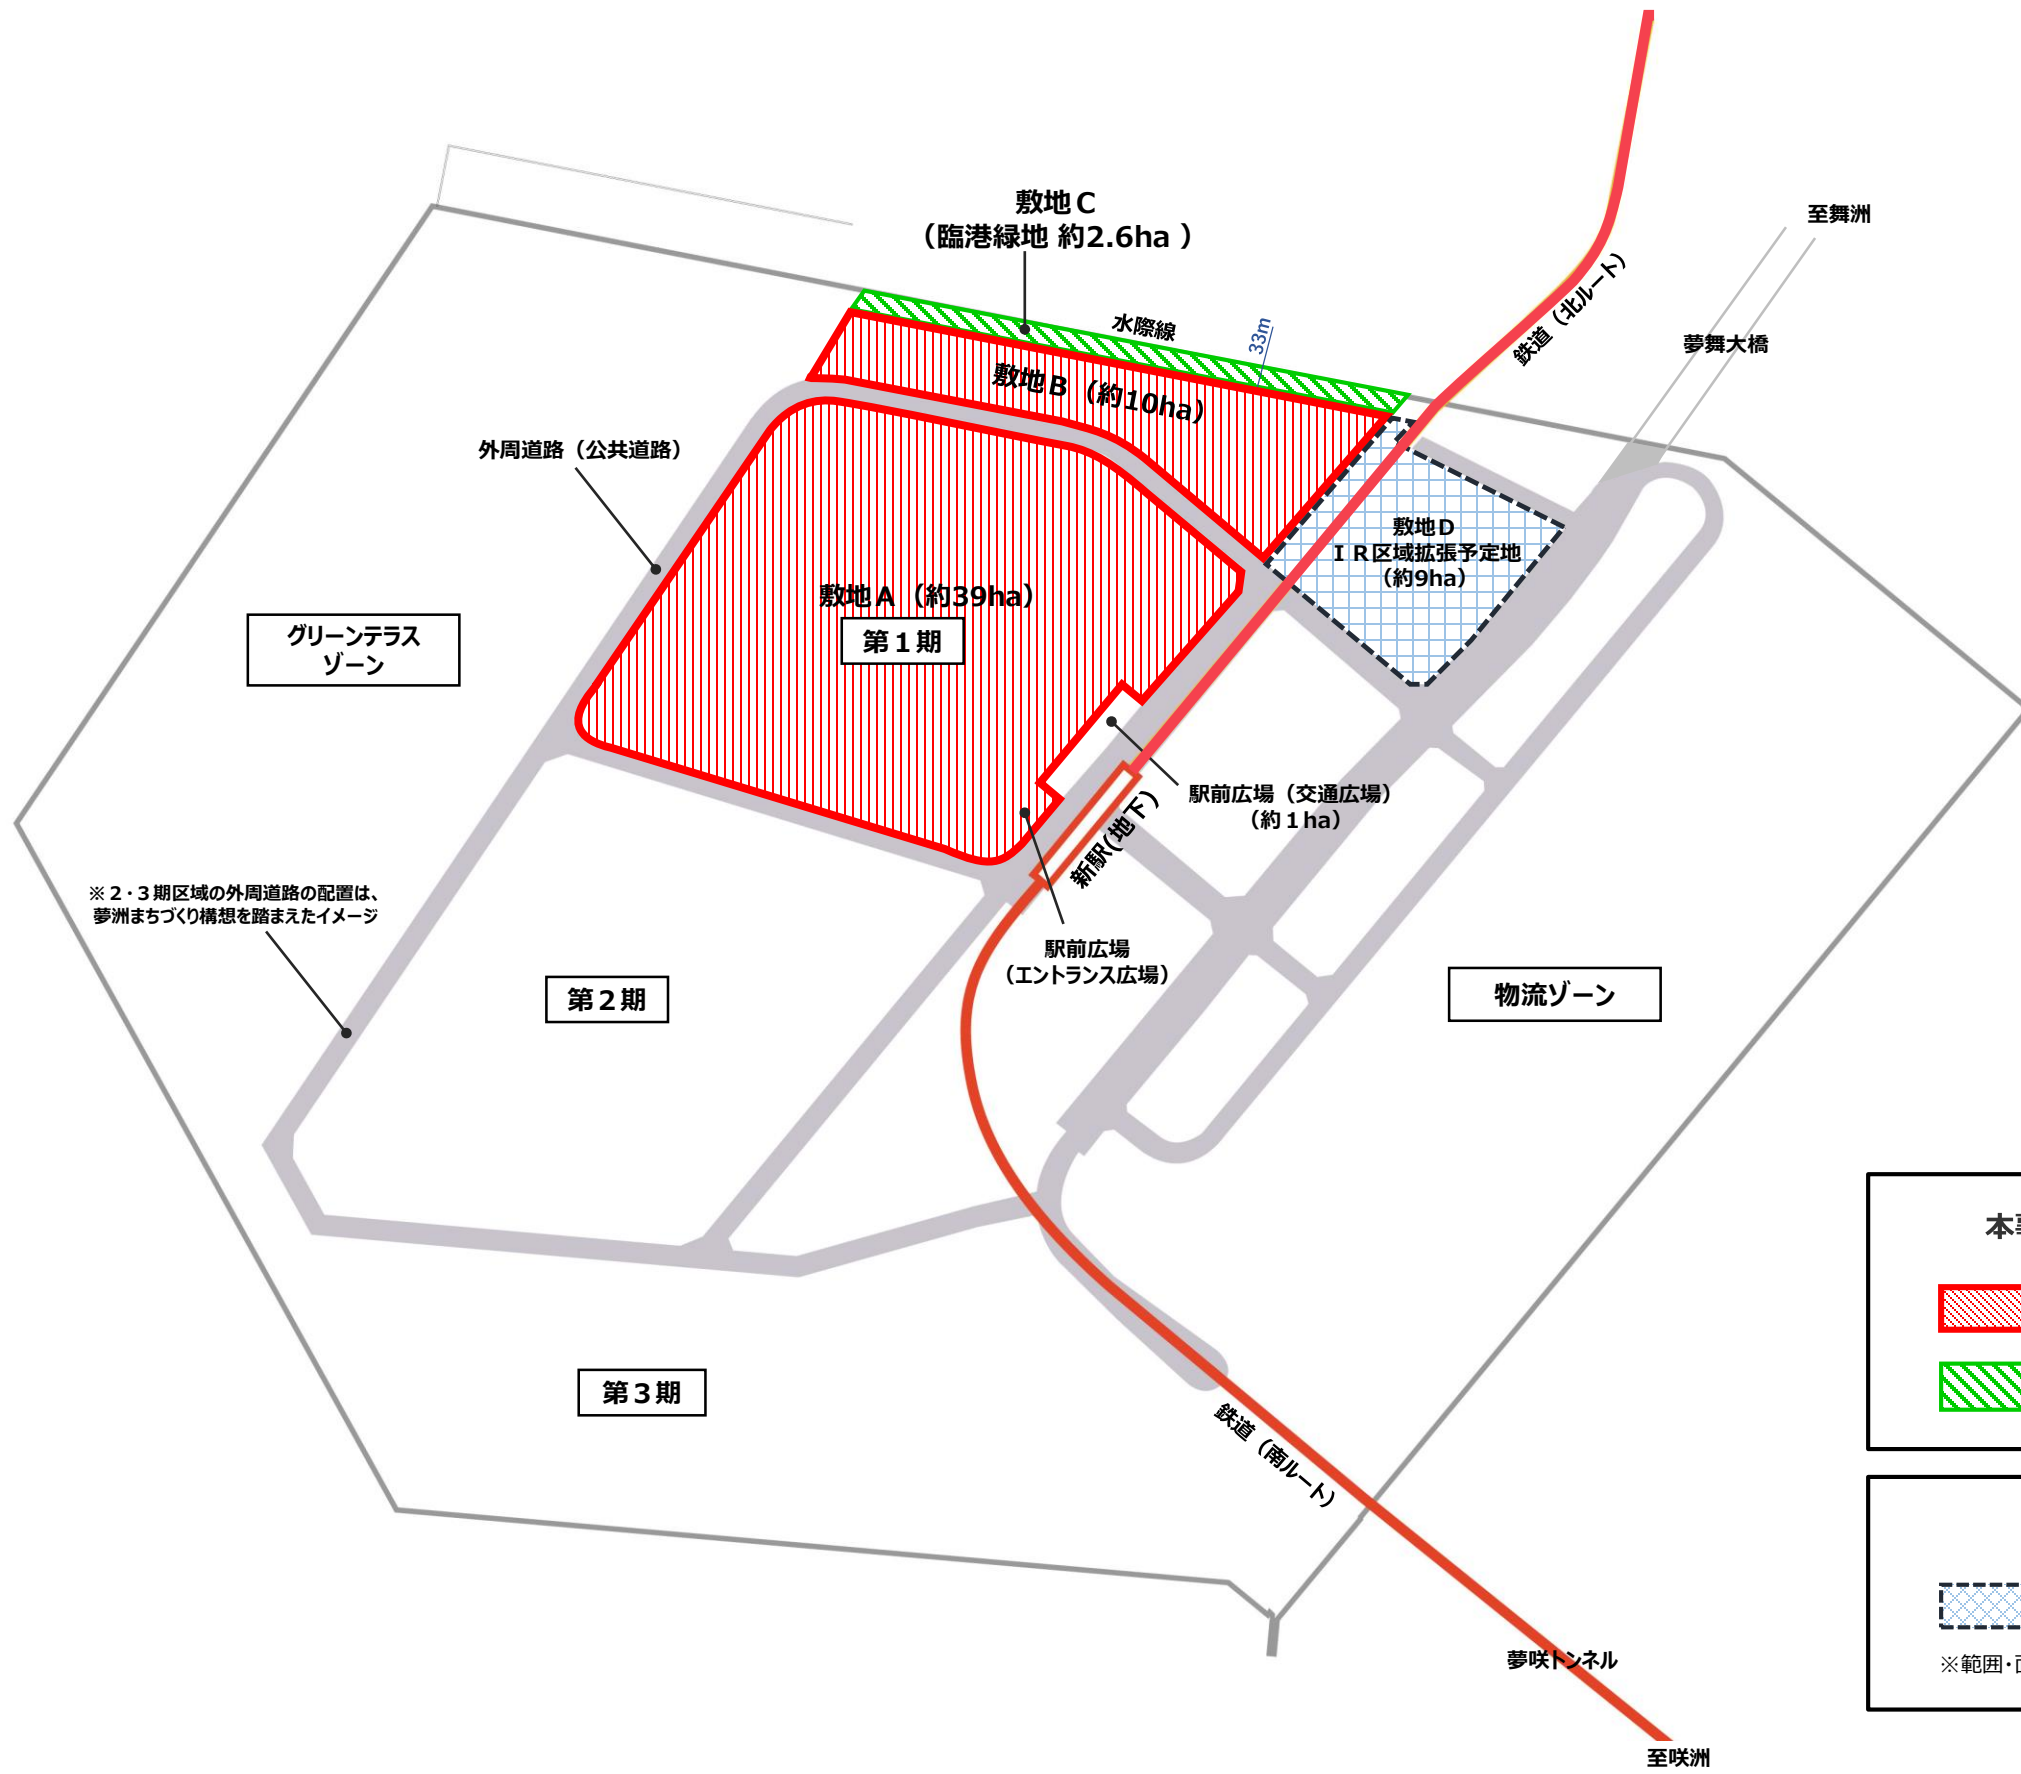 敷地C
（臨港緑地 約2.6ha ）
至舞洲
鉄道（北ルート）
水際線
33m
夢舞大橋
敷地B（約10ha）
外周道路（公共道路）
敷地D
ＩＲ区域拡張予定地
（約9ha）
敷地A（約39ha）
第１期
グリーンテラス
ゾーン
駅前広場（交通広場）
（約１ha）
新駅(地下)
※２・３期区域の外周道路の配置は、
夢洲まちづくり構想を踏まえたイメージ
駅前広場
（エントランス広場）
第２期
物流ゾーン
本
第３期
鉄道（南ルート）
夢咲トンネル
※範囲・
至咲洲